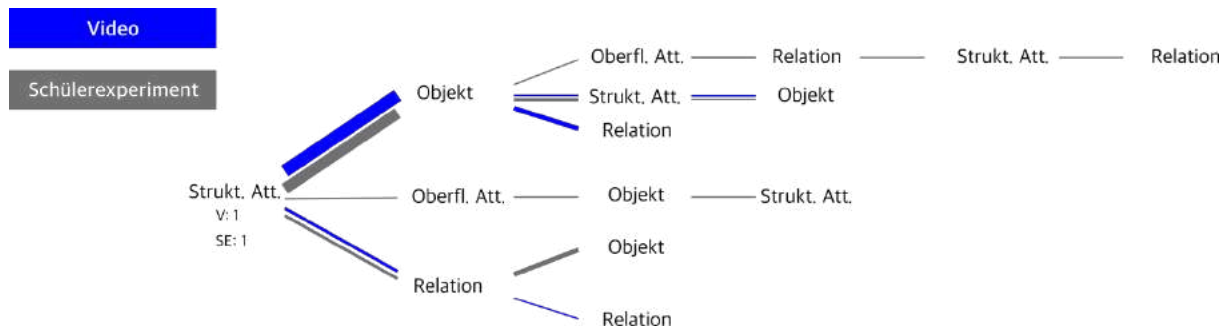 Video
Schülerexperiment
Oberfl. Att. Relation Strukt. Att. Relation
Objekt Strukt. Att. Objekt
Relation
Strukt. Att. Oberfl. Att. Objekt Strukt. Att.
V: 1
SE: 1
Objekt
Relation
Relation